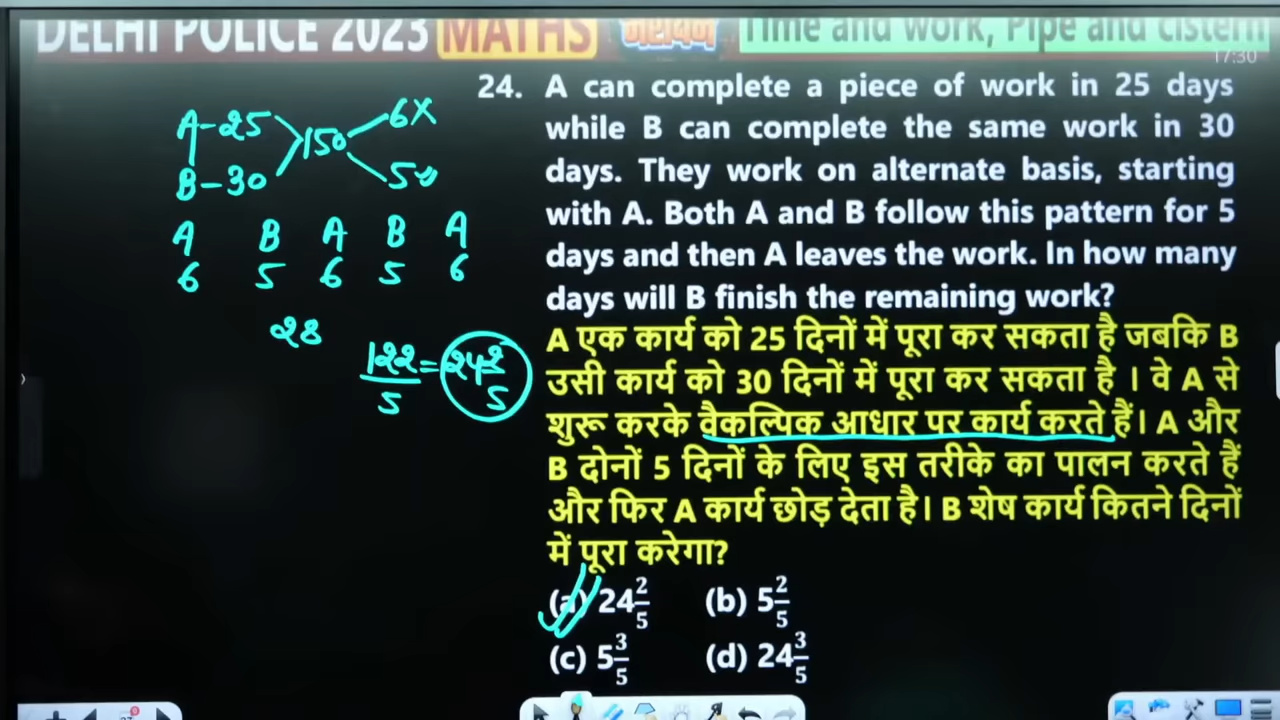 DELHI POLICE 2023 MATHS महापैक Time and Work, Pipe and cistern
17:30
24. A can complete a piece of work in 25 days
while B can complete the same work in 30
days. They work on alternate basis, starting
with A. Both A and B follow this pattern for 5
days and then A leaves the work. In how many
days will B finish the remaining work?
A एक कार्य को 25 दिनों में पूरा कर सकता है जबकि B
उसी कार्य को 30 दिनों में पूरा कर सकता है । वे A से
शुरू करके वैकल्पिक आधार पर कार्य करते हैं। A और
B दोनों 5 दिनों के लिए इस तरीके का पालन करते हैं
और फिर A कार्य छोड़ देता है। B शेष कार्य कितने दिनों
में पूरा करेगा?
(a) 24 2/5 (b) 5 2/5
(c) 5 3/5 (d) 24 3/5
A-25 150 6X
B-30 5
A B A B A
6 5 6 5 6
28
122/5 = 24 2/5